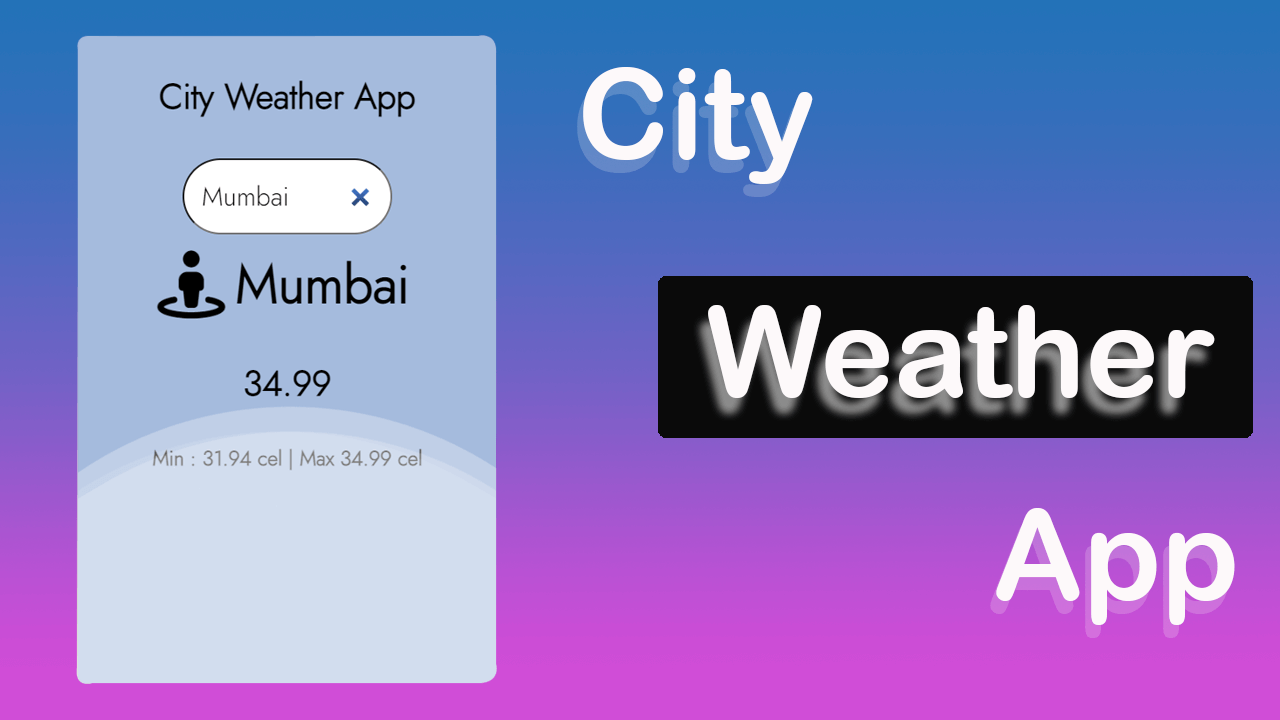 City Weather App
Mumbai
Mumbai
34.99
Min : 31.94 cel | Max 34.99 cel
City
Weather
App